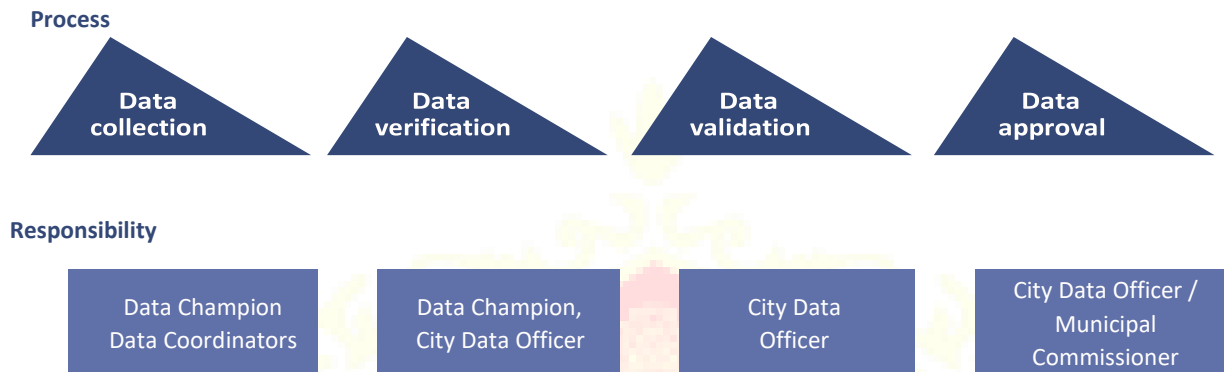 Process
Data
collection
Data
verification
Data
validation
Data
approval
Responsibility
Data Champion
Data Coordinators
Data Champion,
City Data Officer
City Data
Officer
City Data Officer /
Municipal
Commissioner